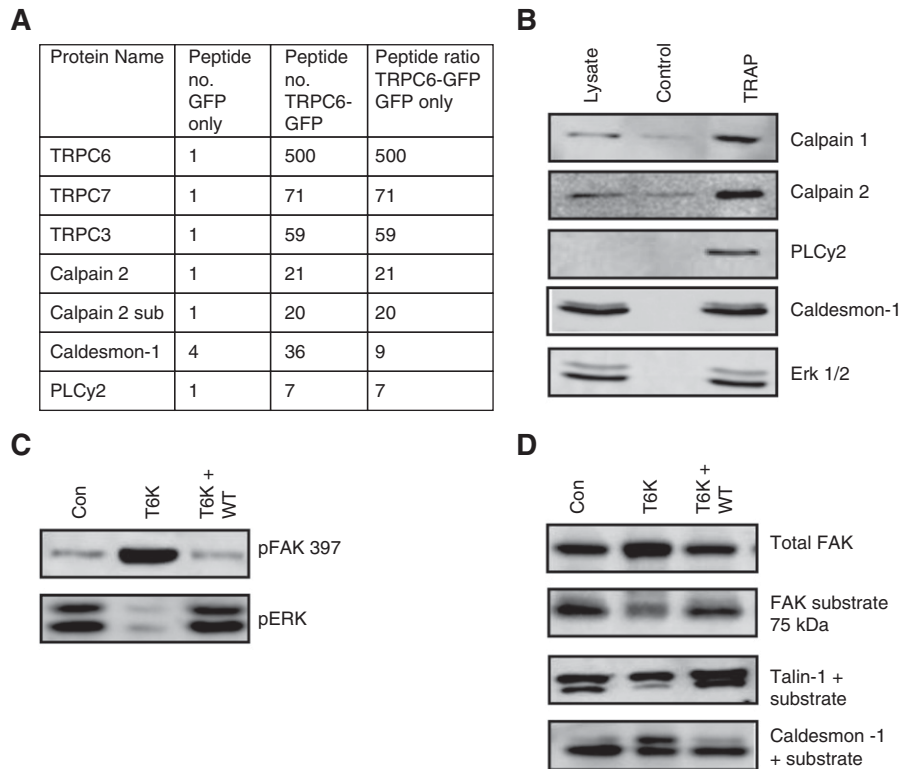 A
Protein Name
Peptide no. GFP only
Peptide no. TRPC6-GFP
Peptide ratio TRPC6-GFP GFP only
TRPC6 1 500 500
TRPC7 1 71 71
TRPC3 1 59 59
Calpain 2 1 21 21
Calpain 2 sub 1 20 20
Caldesmon-1 4 36 9
PLCy2 1 7 7
B
Lysate
Control
TRAP
Calpain 1
Calpain 2
PLCy2
Caldesmon-1
Erk 1/2
C
Con
T6K
T6K +
WT
pFAK 397
pERK
D
Con
T6K
T6K +
WT
Total FAK
FAK substrate
75 kDa
Talin-1 +
substrate
Caldesmon -1
+ substrate